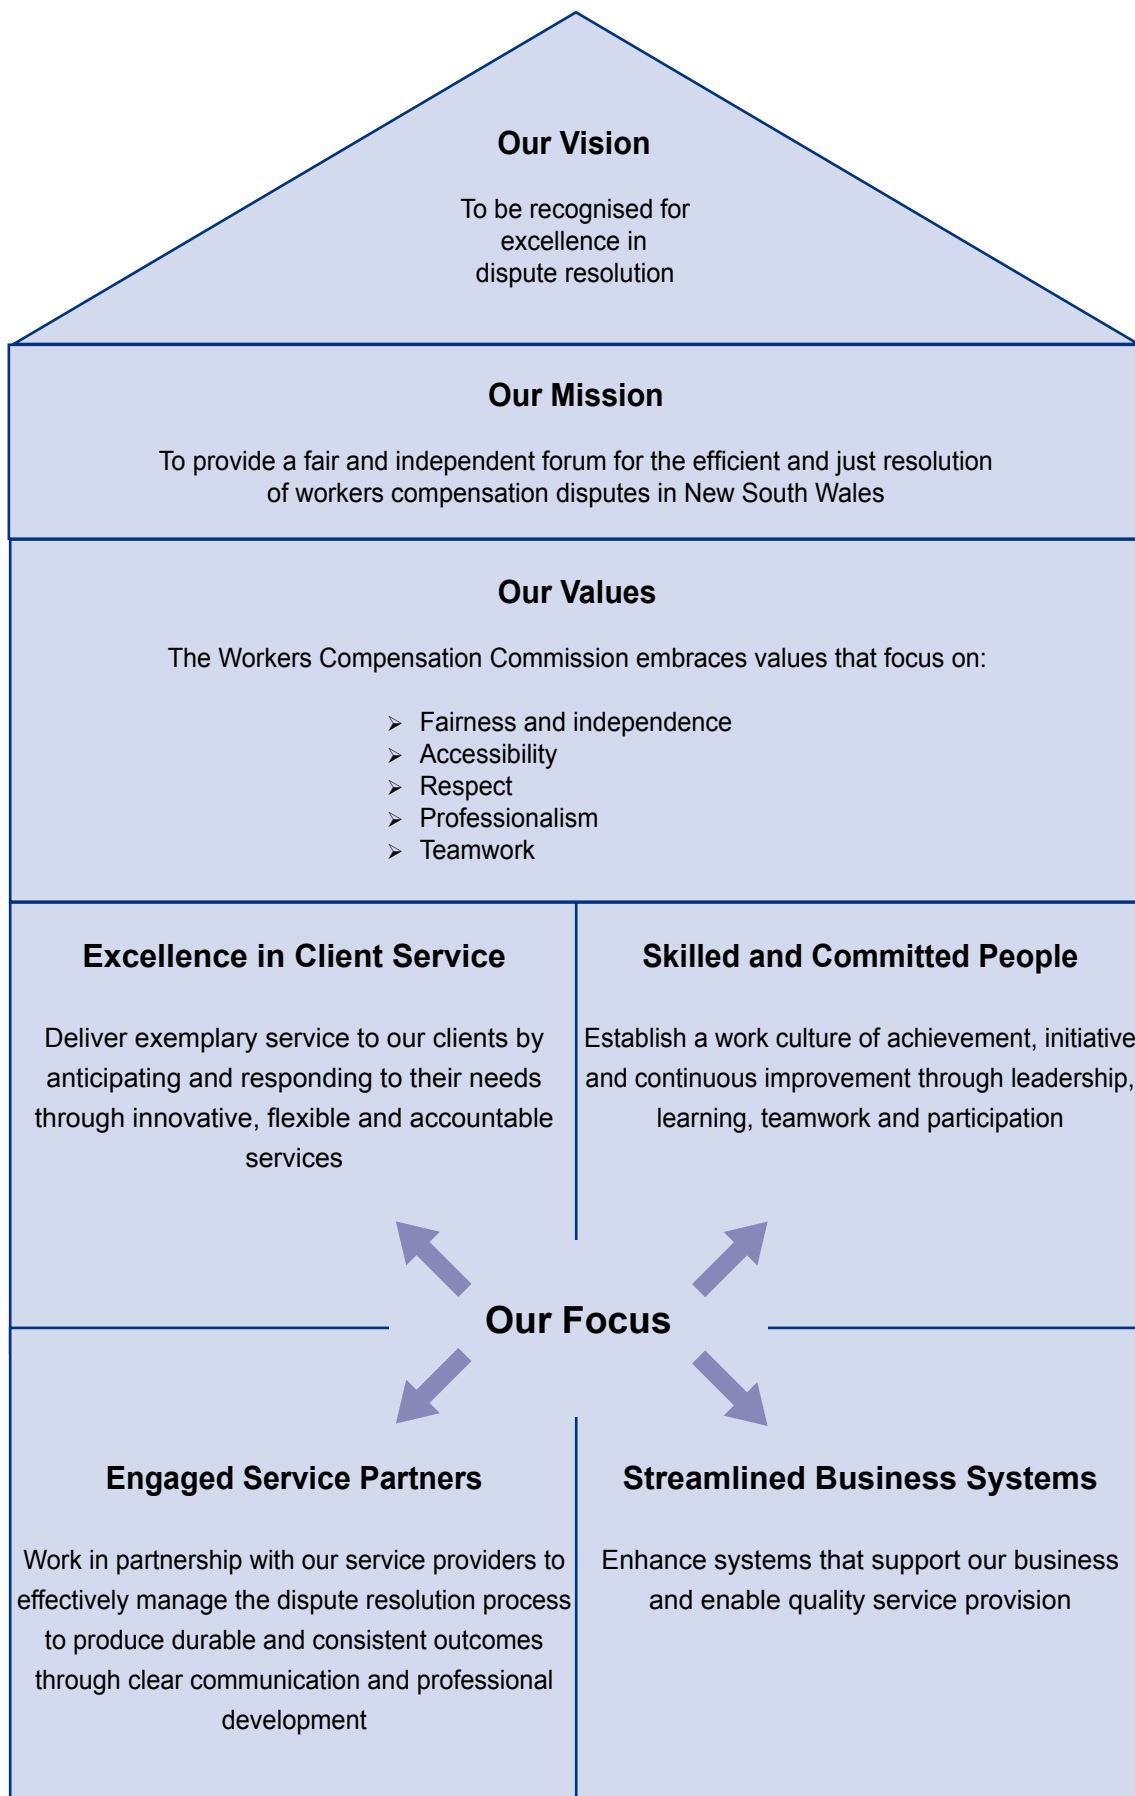 Our Vision
To be recognised for
excellence in
dispute resolution
Our Mission
To provide a fair and independent forum for the efficient and just resolution
of workers compensation disputes in New South Wales
Our Values
The Workers Compensation Commission embraces values that focus on:
➢ Fairness and independence
➢ Accessibility
➢ Respect
➢ Professionalism
➢ Teamwork
Excellence in Client Service
Deliver exemplary service to our clients by
anticipating and responding to their needs
through innovative, flexible and accountable
services
Skilled and Committed People
Establish a work culture of achievement, initiative
and continuous improvement through leadership,
learning, teamwork and participation
Our Focus
Engaged Service Partners
Work in partnership with our service providers to
effectively manage the dispute resolution process
to produce durable and consistent outcomes
through clear communication and professional
development
Streamlined Business Systems
Enhance systems that support our business
and enable quality service provision